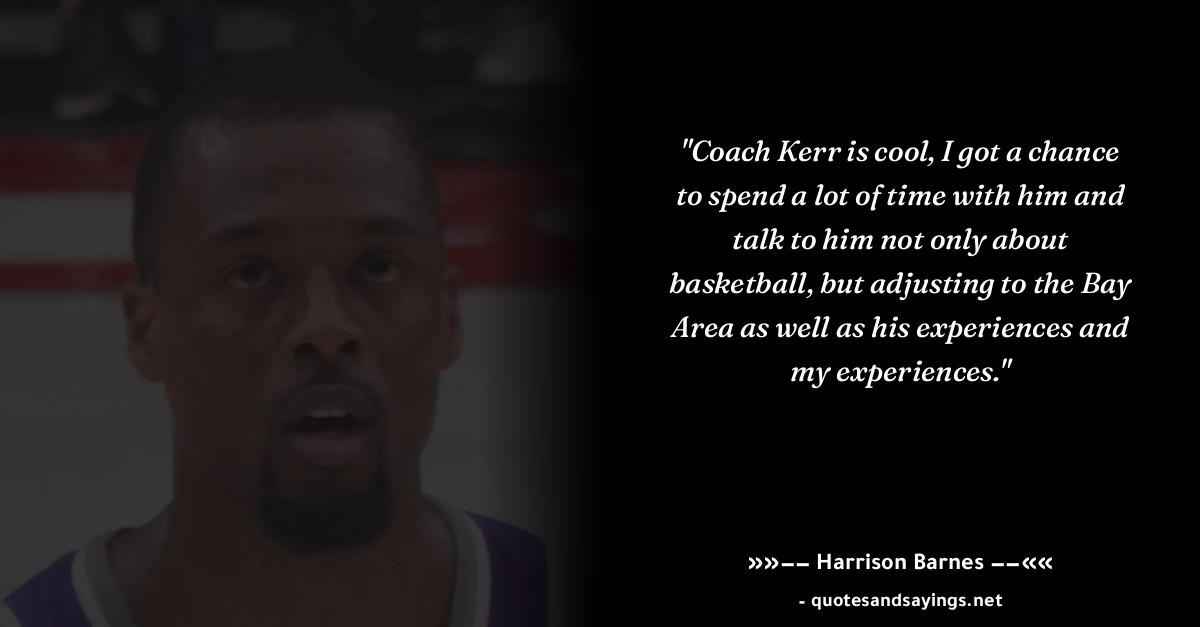 "Coach Kerr is cool, I got a chance
to spend a lot of time with him and
talk to him not only about
basketball, but adjusting to the Bay
Area as well as his experiences and
my experiences."
»»−− Harrison Barnes −−««
- quotesandsayings.net